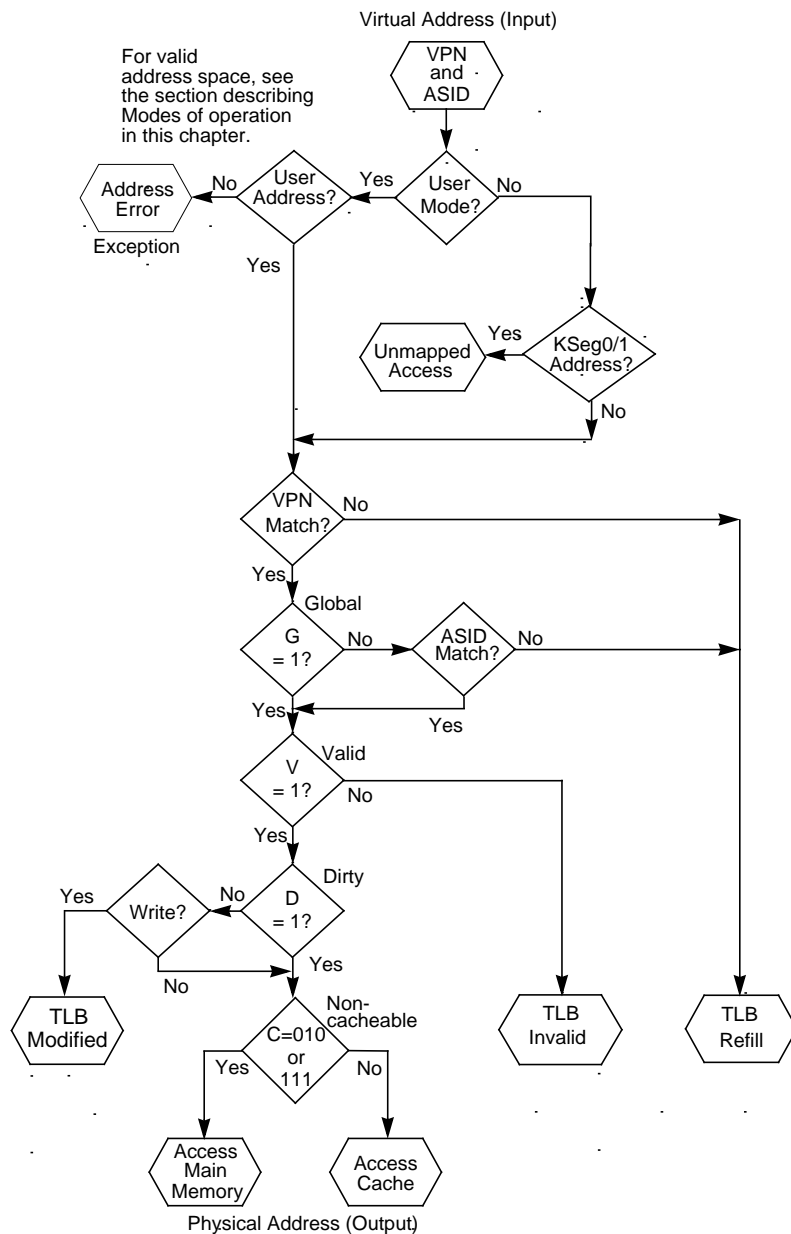 Virtual Address (Input)
For valid
address space, see
the section describing
Modes of operation
in this chapter.
VPN
and
ASID
User
Mode?
Yes
No
User
Address?
No
Yes
Address
Error
Exception
KSeg0/1
Address?
Yes
No
Unmapped
Access
VPN
Match?
No
Yes
Global
G
= 1?
No
Yes
ASID
Match?
No
Yes
Valid
V
= 1?
No
Yes
Dirty
D
= 1?
No
Yes
Write?
Yes
No
TLB
Modified
Non-
cacheable
C=010
or
111
Yes
No
TLB
Invalid
TLB
Refill
Access
Main
Memory
Access
Cache
Physical Address (Output)